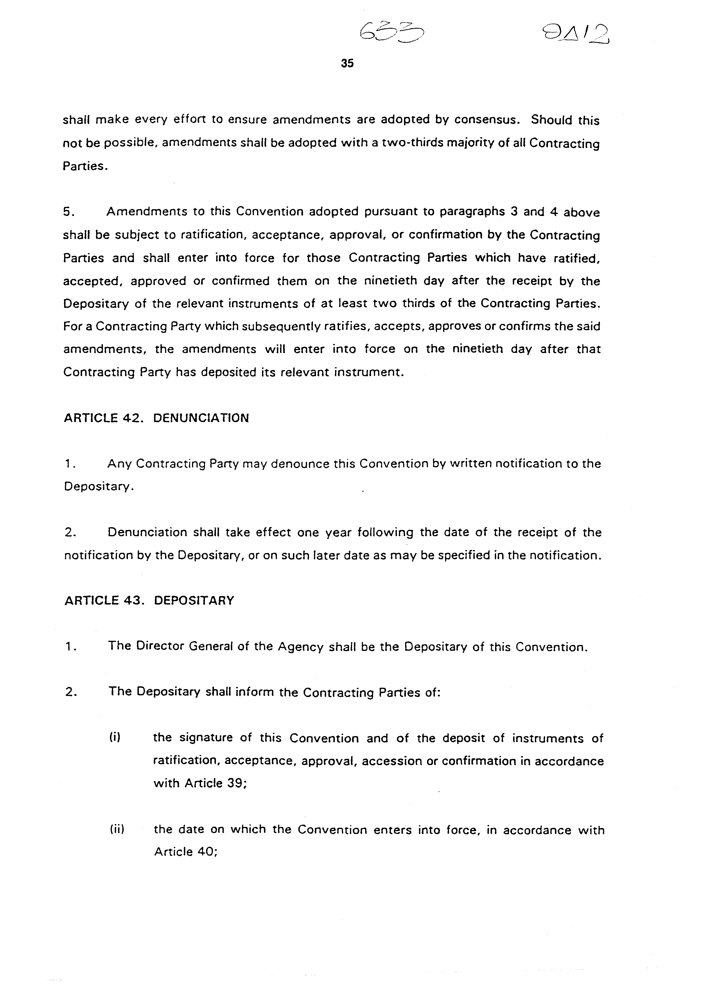 633 ΘΔ12
35
shall make every effort to ensure amendments are adopted by consensus. Should this
not be possible, amendments shall be adopted with a two-thirds majority of all Contracting
Parties.
5. Amendments to this Convention adopted pursuant to paragraphs 3 and 4 above
shall be subject to ratification, acceptance, approval, or confirmation by the Contracting
Parties and shall enter into force for those Contracting Parties which have ratified,
accepted, approved or confirmed them on the ninetieth day after the receipt by the
Depositary of the relevant instruments of at least two thirds of the Contracting Parties.
For a Contracting Party which subsequently ratifies, accepts, approves or confirms the said
amendments, the amendments will enter into force on the ninetieth day after that
Contracting Party has deposited its relevant instrument.
ARTICLE 42. DENUNCIATION
1. Any Contracting Party may denounce this Convention by written notification to the
Depositary.
2. Denunciation shall take effect one year following the date of the receipt of the
notification by the Depositary, or on such later date as may be specified in the notification.
ARTICLE 43. DEPOSITARY
1. The Director General of the Agency shall be the Depositary of this Convention.
2. The Depositary shall inform the Contracting Parties of:
(i) the signature of this Convention and of the deposit of instruments of
ratification, acceptance, approval, accession or confirmation in accordance
with Article 39;
(ii) the date on which the Convention enters into force, in accordance with
Article 40;